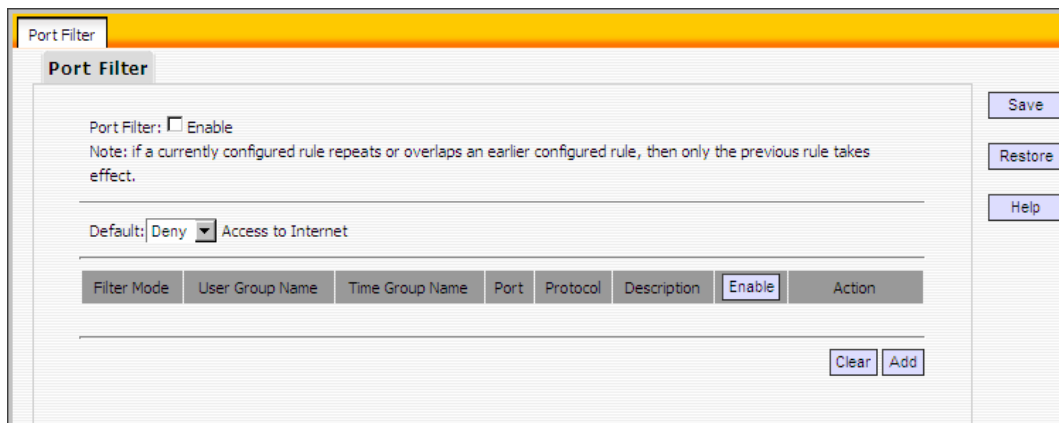 Port Filter
Port Filter
Save
Port Filter: Enable
Note: if a currently configured rule repeats or overlaps an earlier configured rule, then only the previous rule takes
effect.
Restore
Help
Default: Deny Access to Internet
Filter Mode User Group Name Time Group Name Port Protocol Description Enable Action
Clear Add